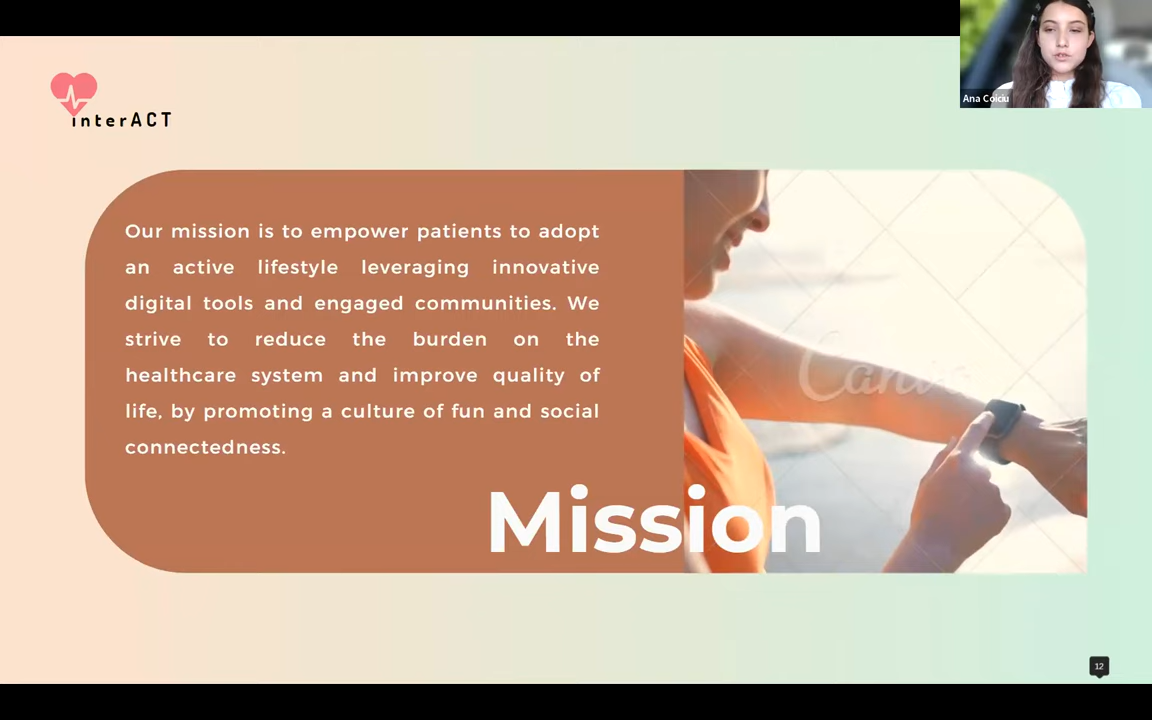 interACT
Ana Coiciu
Our mission is to empower patients to adopt
an active lifestyle leveraging innovative
digital tools and engaged communities. We
strive to reduce the burden on the
healthcare system and improve quality of
life, by promoting a culture of fun and social
connectedness.
Canva
Mission
12